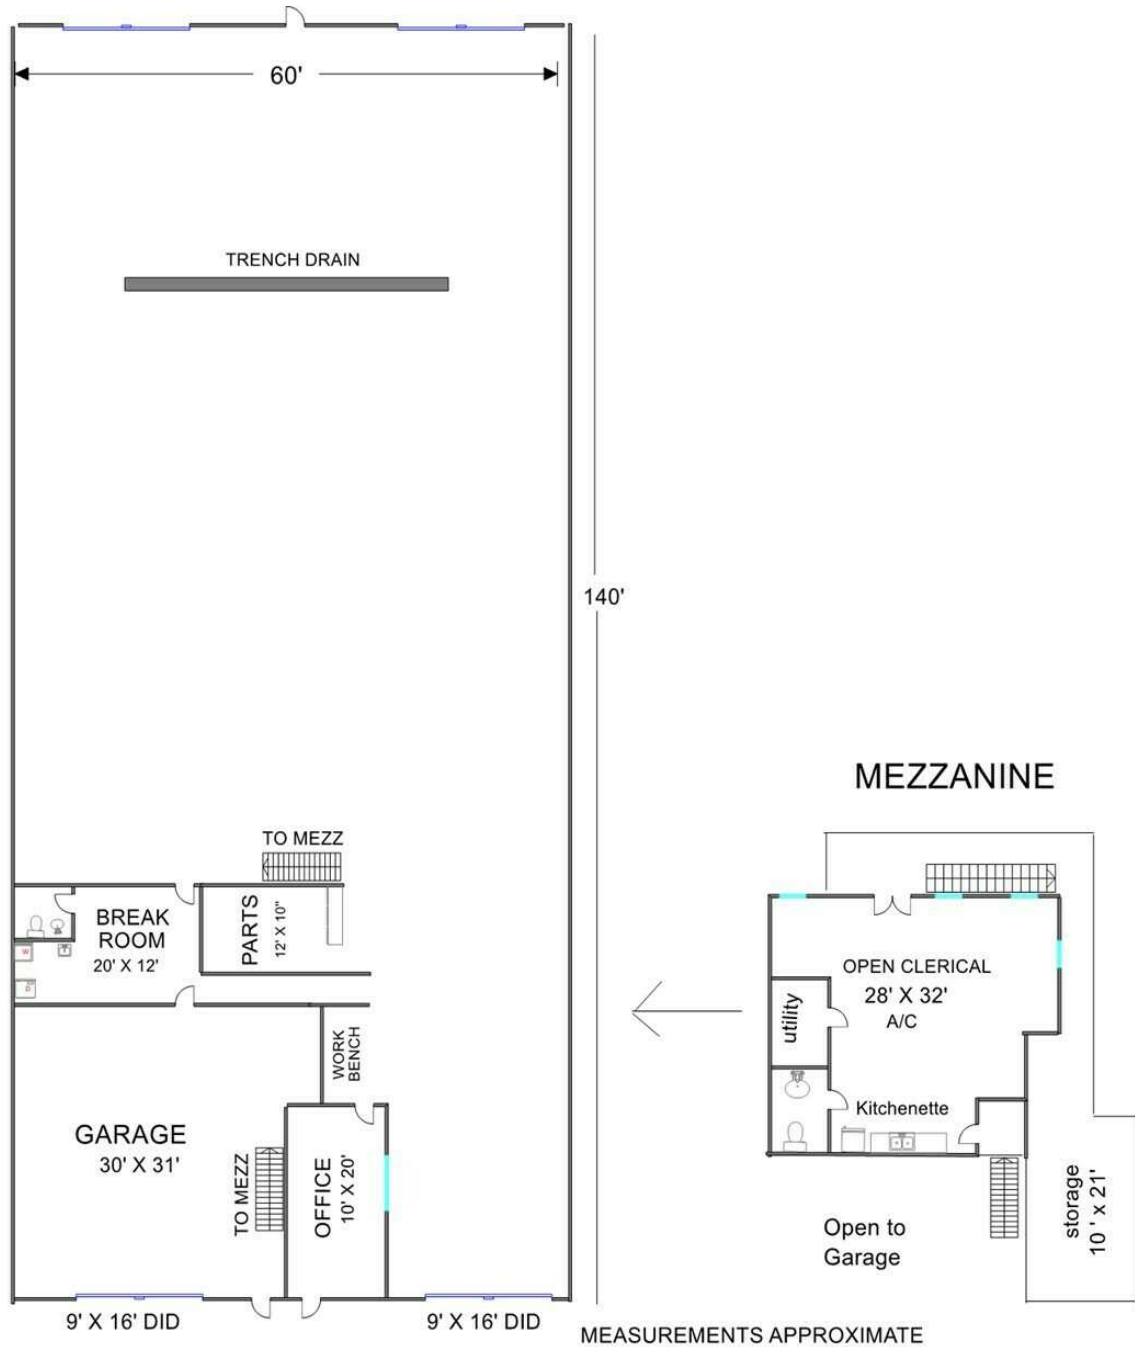 60'
TRENCH DRAIN
140'
MEZZANINE
TO MEZZ
BREAK
ROOM
20' X 12'
PARTS
12' X 10"
W
D
OPEN CLERICAL
28' X 32'
A/C
utility
WORK
BENCH
Kitchenette
GARAGE
30' X 31'
TO MEZZ
OFFICE
10' X 20'
Open to
Garage
storage
10 ' x 21'
9' X 16' DID
9' X 16' DID
MEASUREMENTS APPROXIMATE